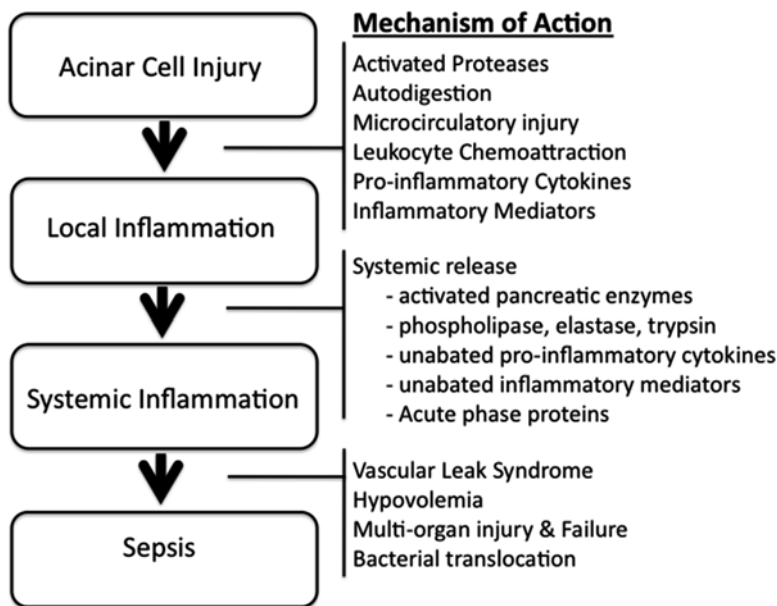 Mechanism of Action
Acinar Cell Injury
Activated Proteases
Autodigestion
Microcirculatory injury
Leukocyte Chemoattraction
Pro-inflammatory Cytokines
Inflammatory Mediators
Local Inflammation
Systemic release
- activated pancreatic enzymes
- phospholipase, elastase, trypsin
- unabated pro-inflammatory cytokines
- unabated inflammatory mediators
- Acute phase proteins
Systemic Inflammation
Vascular Leak Syndrome
Hypovolemia
Multi-organ injury & Failure
Bacterial translocation
Sepsis